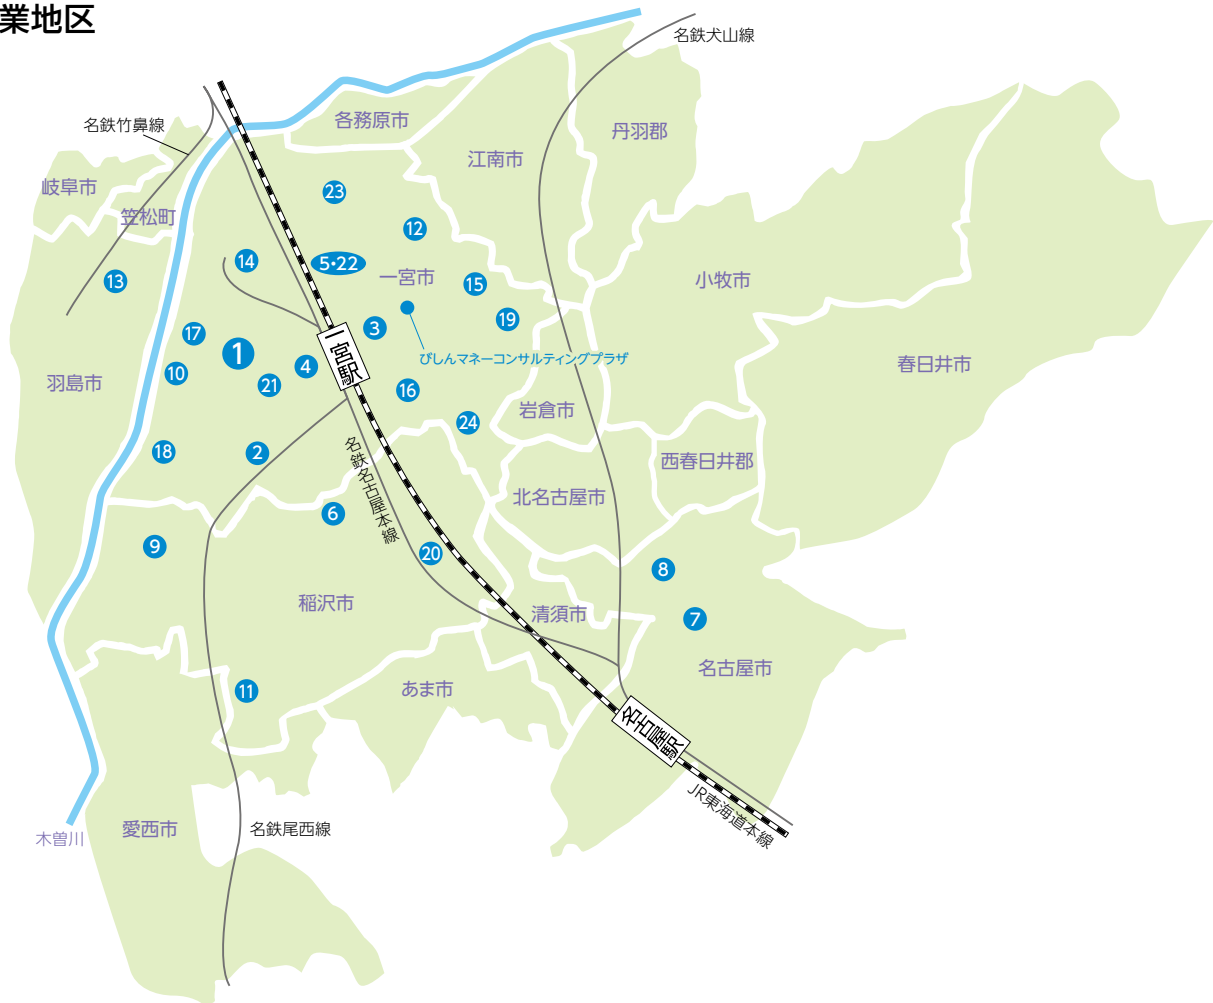 業地区
名鉄犬山線
各務原市
名鉄竹鼻線
丹羽郡
江南市
岐阜市
23
笠松町
12
14
5・22
一宮市
小牧市
13
15
19
3
17
1
一宮駅
びしんマネーコンサルティングプラザ
4
春日井市
10
21
羽島市
16
岩倉市
24
18
2
名鉄名古屋本線
西春日井郡
北名古屋市
6
9
20
8
稲沢市
清須市
7
名古屋市
11
あま市
名古屋駅
JR東海道本線
愛西市
名鉄尾西線
木曽川